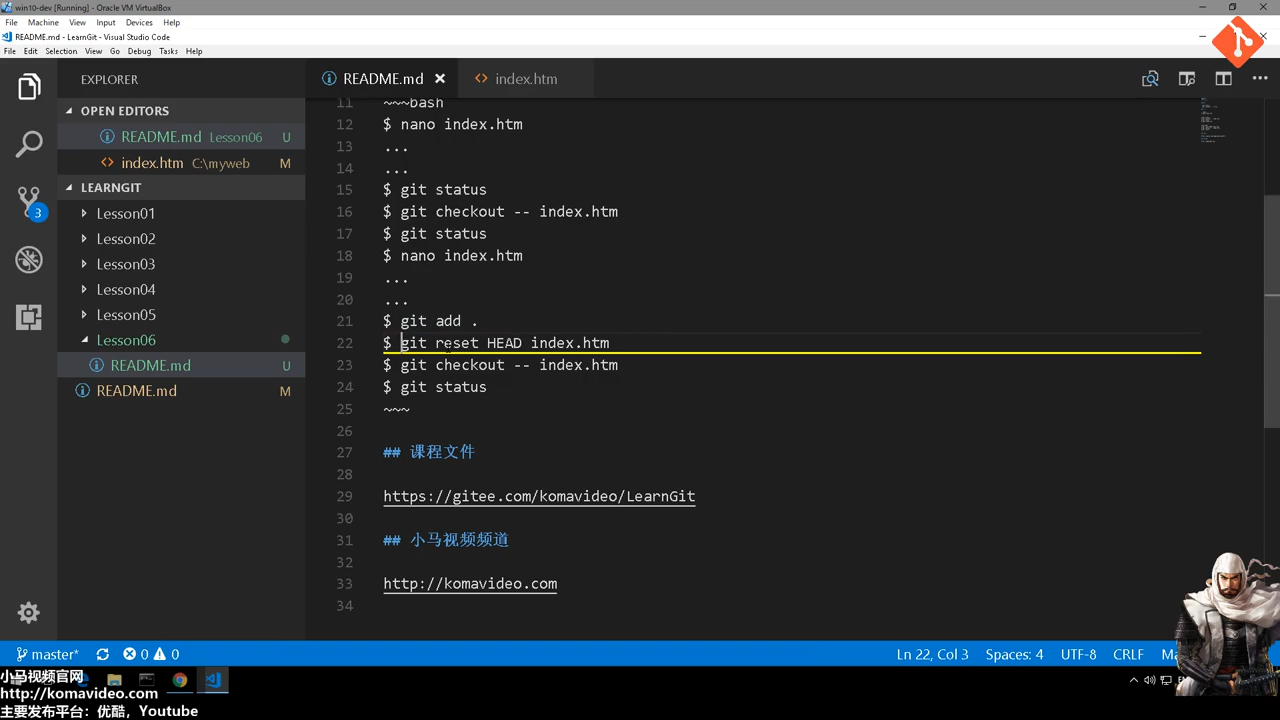 win10-dev [Running] - Oracle VM VirtualBox
File Machine View Input Devices Help
README.md - LearnGit - Visual Studio Code
File Edit Selection View Go Debug Tasks Help
EXPLORER
OPEN EDITORS
README.md Lesson06 U
index.htm C:\myweb M
LEARNGIT
Lesson01
Lesson02
Lesson03
Lesson04
Lesson05
Lesson06
README.md U
README.md M
3
README.md index.htm
11 ~~~bash
12 $ nano index.htm
13 ...
14 ...
15 $ git status
16 $ git checkout -- index.htm
17 $ git status
18 $ nano index.htm
19 ...
20 ...
21 $ git add .
22 $ git reset HEAD index.htm
23 $ git checkout -- index.htm
24 $ git status
25 ~~~
26
27 ## 课程文件
28
29 https://gitee.com/komavideo/LearnGit
30
31 ## 小马视频频道
32
33 http://komavideo.com
34
master* 0 0 Ln 22, Col 3 Spaces: 4 UTF-8 CRLF
小马视频官网
http://komavideo.com
主要发布平台：优酷，Youtube